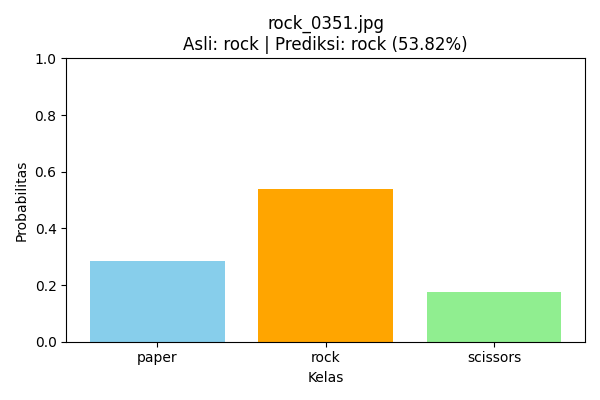 rock_0351.jpg
Asli: rock | Prediksi: rock (53.82%)
1.0
0.8
0.6
0.4
0.2
0.0
Probabilitas
paper rock scissors
Kelas